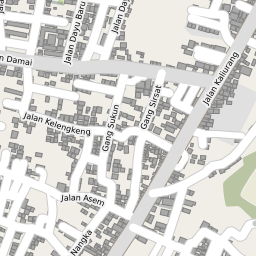 Jalan Dayu Baru
Jalan Da
n Damai
Jalan Kaliurang
Gang Sirsat
Gang Sukun
Jalan Kelengkeng
Jalan Asem
Nangka